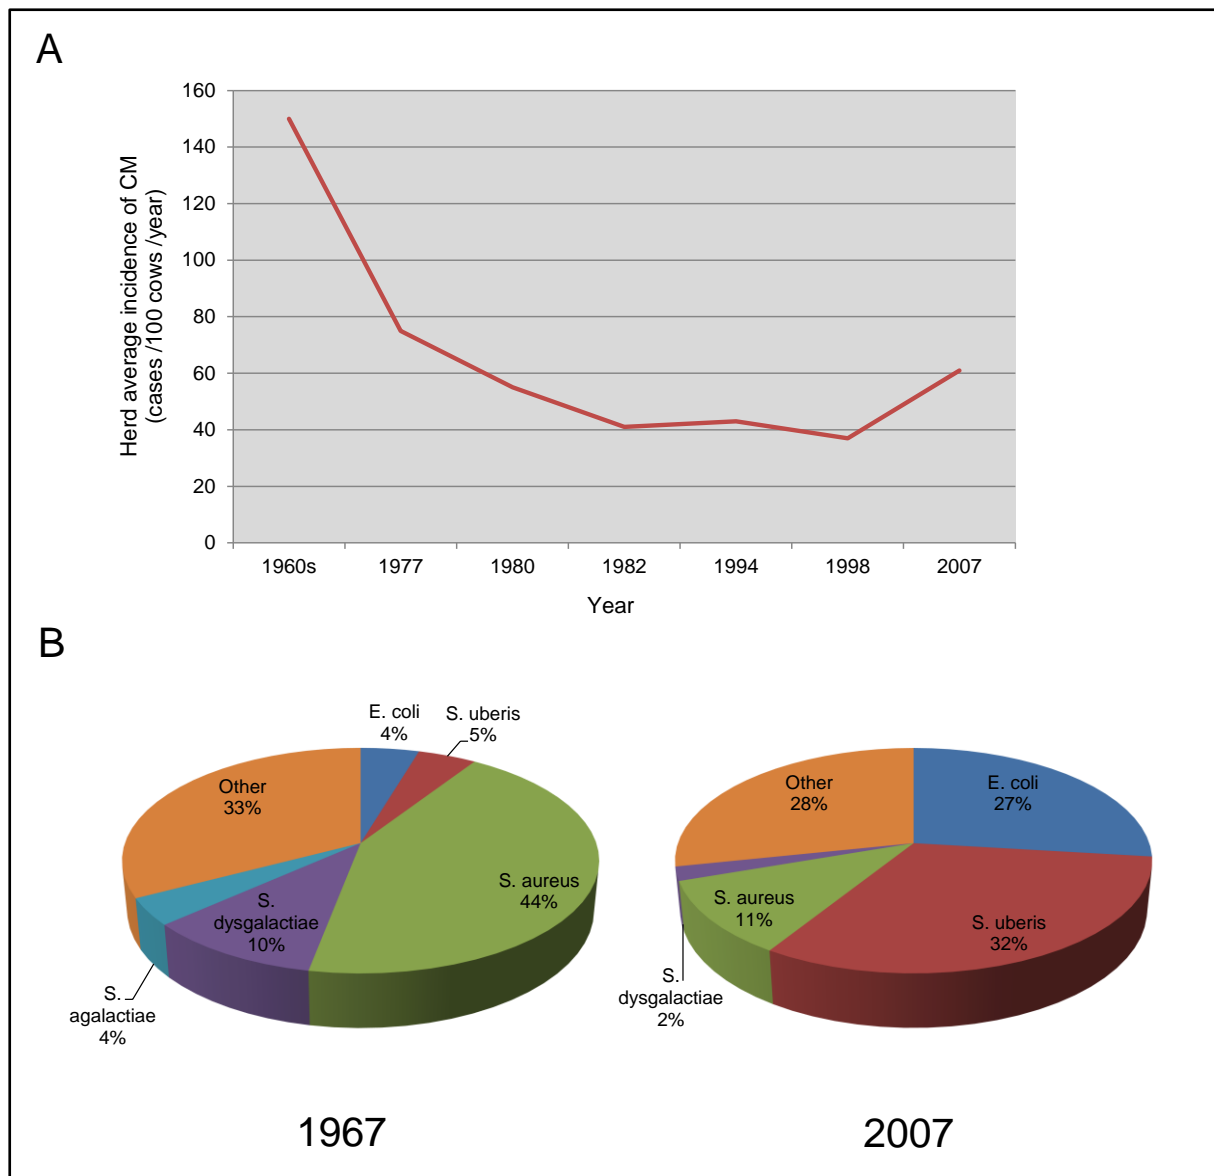 A
Herd average incidence of CM
(cases /100 cows /year)
160
140
120
100
80
60
40
20
0
1960s 1977 1980 1982 1994 1998 2007
Year
B
E. coli
4%
S. uberis
5%
S. aureus
44%
S.
dysgalactiae
10%
S.
agalactiae
4%
Other
33%
1967
E. coli
27%
S. uberis
32%
S. aureus
11%
S.
dysgalactiae
2%
Other
28%
2007